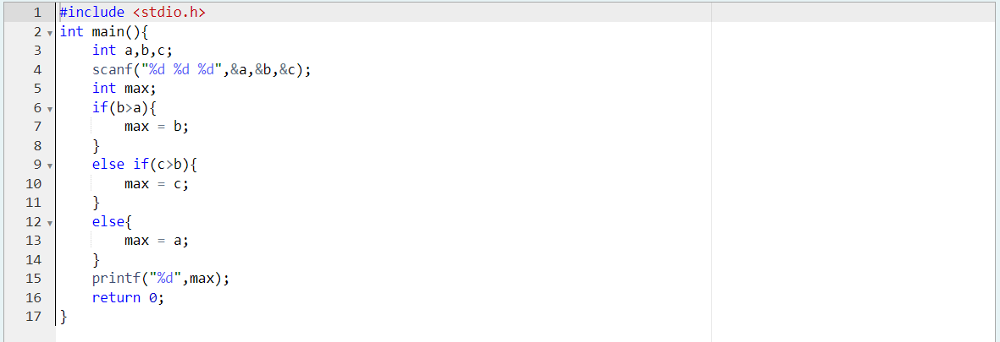 1 #include <stdio.h>
2 int main(){
3     int a,b,c;
4     scanf("%d %d %d",&a,&b,&c);
5     int max;
6     if(b>a){
7         max = b;
8     }
9     else if(c>b){
10         max = c;
11     }
12     else{
13         max = a;
14     }
15     printf("%d",max);
16     return 0;
17 }